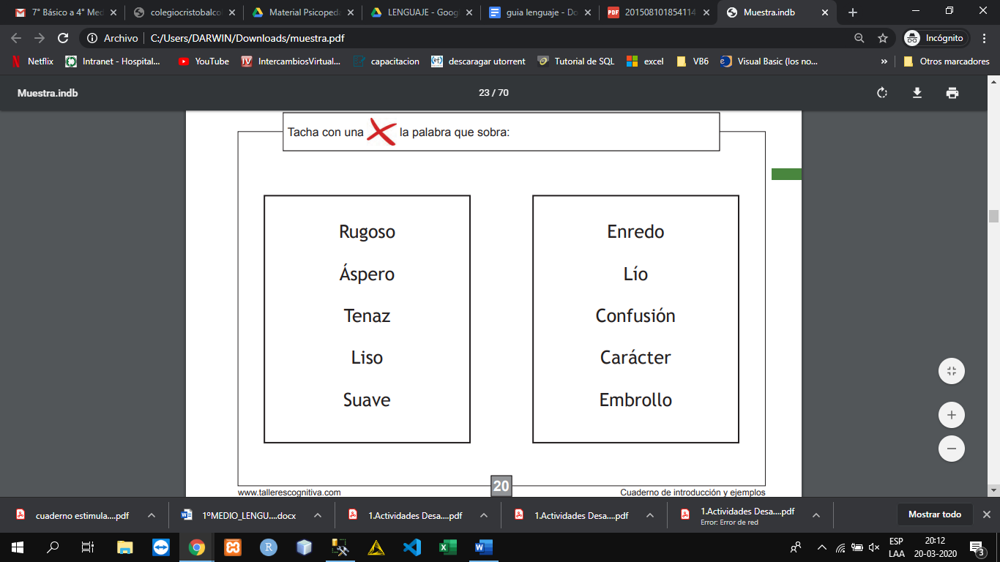 7° Básico a 4° Med
colegiocristobalcol
Material Psicopeda
LENGUAJE - Goog
guia lenguaje - Do
201508101854114
Muestra.indb
Archivo
C:/Users/DARWIN/Downloads/muestra.pdf
Incógnito
Netflix
Intranet - Hospital...
YouTube
IntercambiosVirtual...
capacitacion
descaragar utorrent
Tutorial de SQL
excel
VB6
Visual Basic (los no...
»
Otros marcadores
Muestra.indb
23 / 70
Tacha con una la palabra que sobra:
Rugoso
Áspero
Tenaz
Liso
Suave
Enredo
Lío
Confusión
Carácter
Embrollo
www.tallerescognitiva.com
20
Cuaderno de introducción y ejemplos
cuaderno estimula....pdf
1ºMEDIO_LENGU....docx
1.Actividades Desa....pdf
1.Actividades Desa....pdf
1.Actividades Desa....pdf
Error: Error de red
Mostrar todo
ESP
LAA
20:12
20-03-2020
3